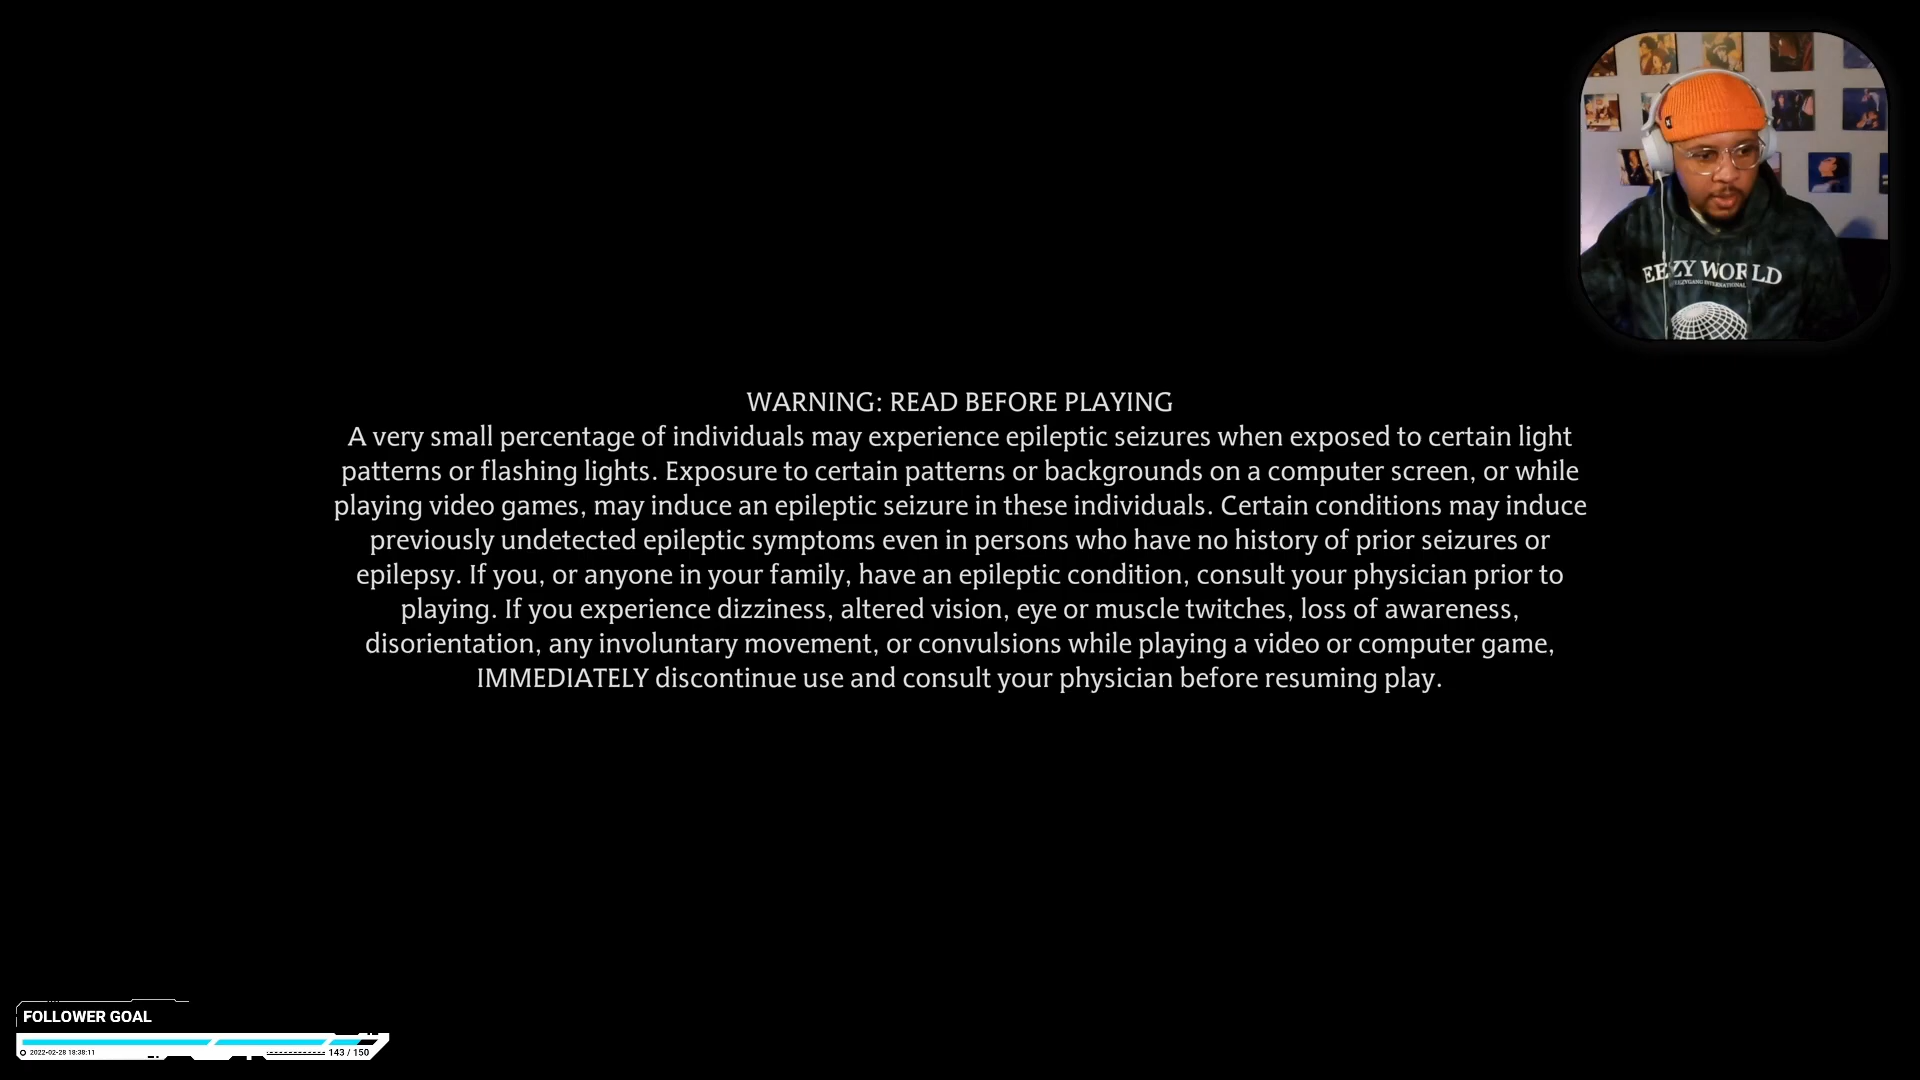 WARNING: READ BEFORE PLAYING
A very small percentage of individuals may experience epileptic seizures when exposed to certain light
patterns or flashing lights. Exposure to certain patterns or backgrounds on a computer screen, or while
playing video games, may induce an epileptic seizure in these individuals. Certain conditions may induce
previously undetected epileptic symptoms even in persons who have no history of prior seizures or
epilepsy. If you, or anyone in your family, have an epileptic condition, consult your physician prior to
playing. If you experience dizziness, altered vision, eye or muscle twitches, loss of awareness,
disorientation, any involuntary movement, or convulsions while playing a video or computer game,
IMMEDIATELY discontinue use and consult your physician before resuming play.
EEZY WORLD
FOLLOWER GOAL
2022-02-28 18:38:11
143 / 150